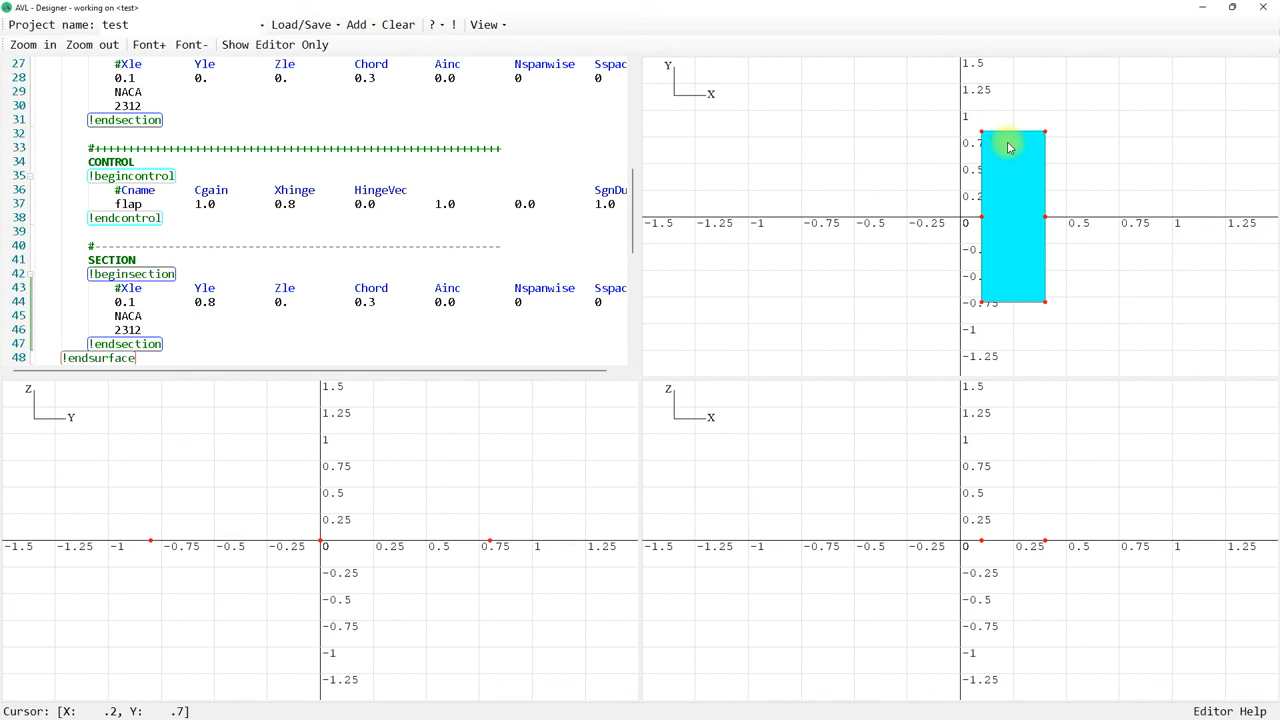 AVL - Designer - working on <test>
Project name: test Load/Save Add Clear ? ! View
Zoom in Zoom out Font+ Font- Show Editor Only
27 #Xle Yle Zle Chord Ainc Nspanwise Sspac
28 0.1 0. 0. 0.3 0.0 0 0
29 NACA
30 2312
31 !endsection
32
33 #+++++++++++++++++++++++++++++++++++++++++++++++++++++++++
34 CONTROL
35 !begincontrol
36 #Cname Cgain Xhinge HingeVec SgnDu
37 flap 1.0 0.8 0.0 1.0 0.0 1.0
38 !endcontrol
39
40 #---------------------------------------------------------
41 SECTION
42 !beginsection
43 #Xle Yle Zle Chord Ainc Nspanwise Sspac
44 0.1 0.8 0. 0.3 0.0 0 0
45 NACA
46 2312
47 !endsection
48 !endsurface
Y
X
1.5
1.25
1
0.7
0.5
0.2
-1.5 -1.25 -1 -0.75 -0.5 -0.25 0 0.5 0.75 1 1.25
-0.
-0.
-0.75
-1
-1.25
Z
Y
1.5
1.25
1
0.75
0.5
0.25
-1.5 -1.25 -1 -0.75 -0.5 -0.25 0 0.25 0.5 0.75 1 1.25
-0.25
-0.5
-0.75
-1
-1.25
Z
X
1.5
1.25
1
0.75
0.5
0.25
-1.5 -1.25 -1 -0.75 -0.5 -0.25 0 0.25 0.5 0.75 1 1.25
-0.25
-0.5
-0.75
-1
-1.25
Cursor: [X: .2, Y: .7] Editor Help